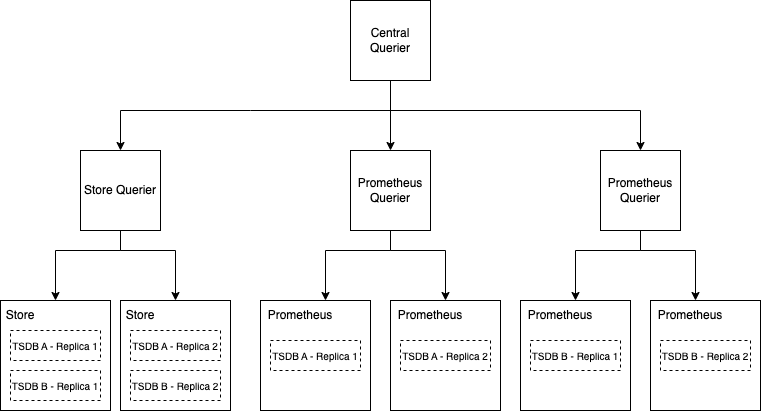 Central
Querier
Store Querier
Prometheus
Querier
Prometheus
Querier
Store
TSDB A - Replica 1
TSDB B - Replica 1
Store
TSDB A - Replica 2
TSDB B - Replica 2
Prometheus
TSDB A - Replica 1
Prometheus
TSDB A - Replica 2
Prometheus
TSDB B - Replica 1
Prometheus
TSDB B - Replica 2